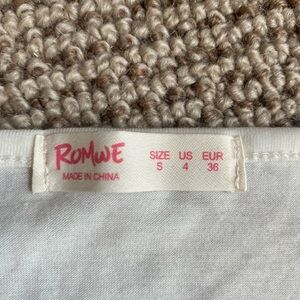 ROMWE
MADE IN CHINA
SIZE US EUR
S 4 36